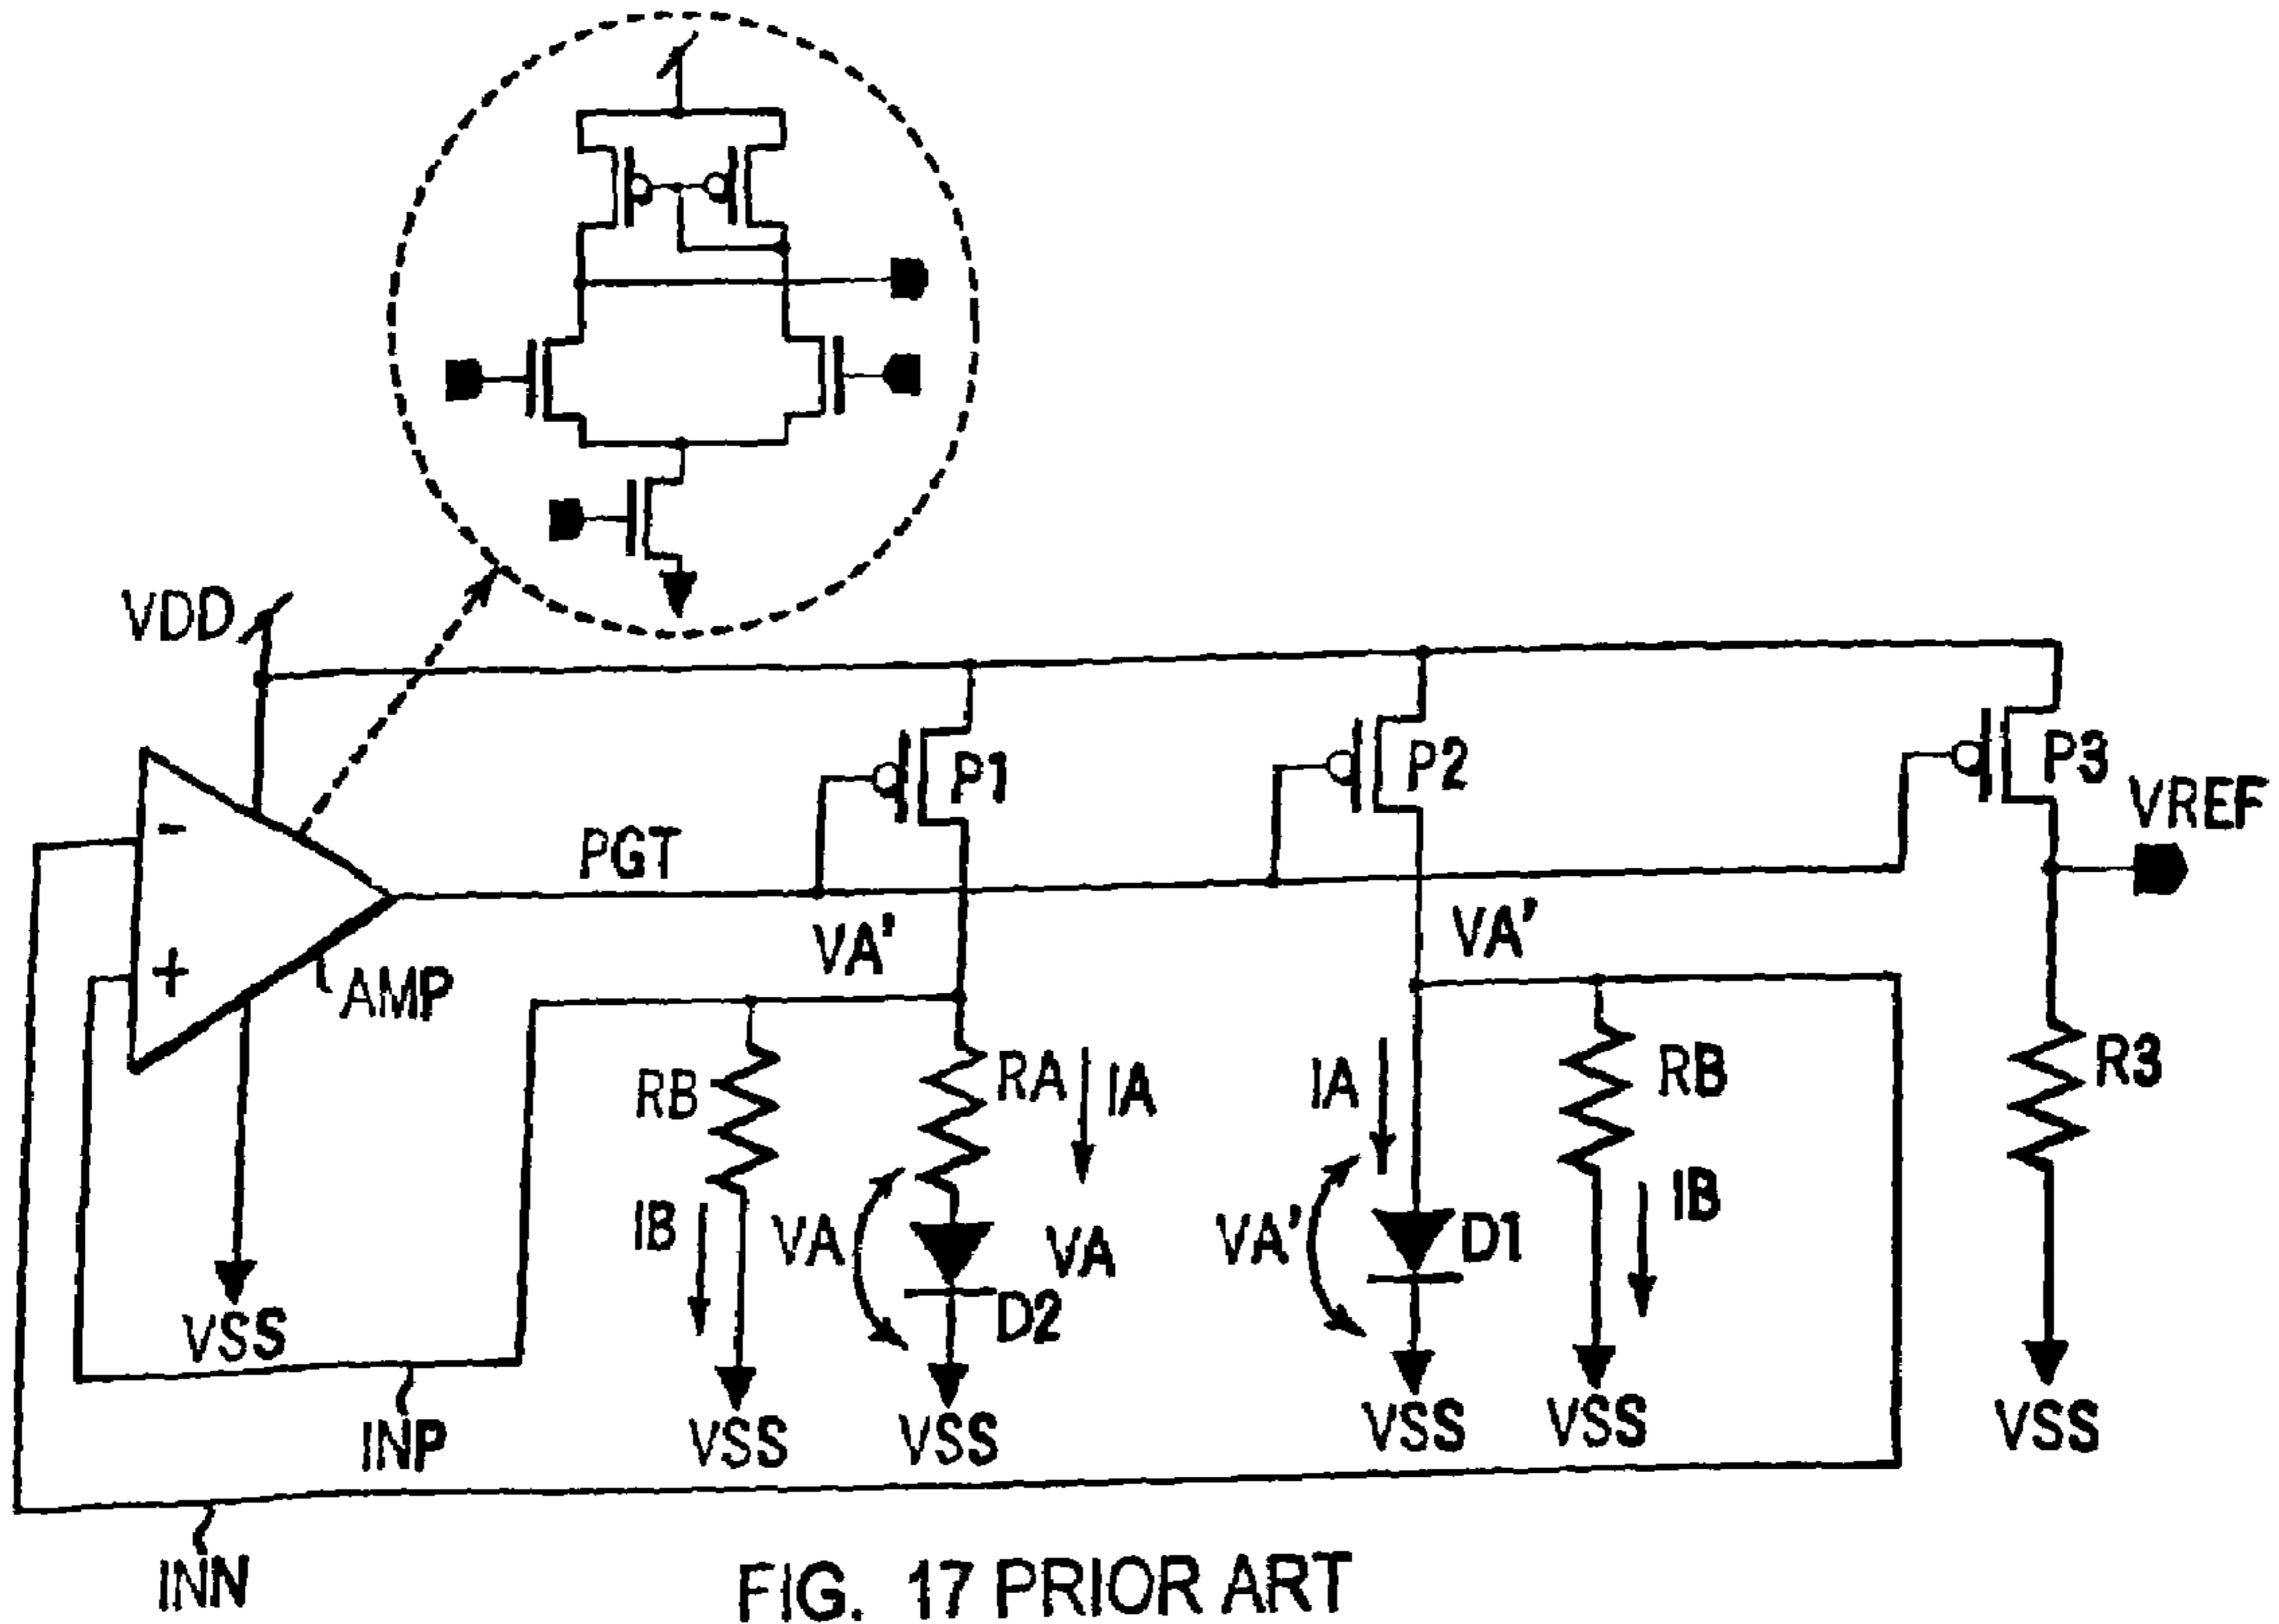 VDD
P1
P2
P3
VREF
-
PGT
+
AMP
VA'
VA'
VSS
RB
RA
IA
IA
RB
R3
IB
VA
VA
VA'
D1
IB
D2
INP
VSS
VSS
VSS
VSS
VSS
INN
FIG. 17 PRIOR ART